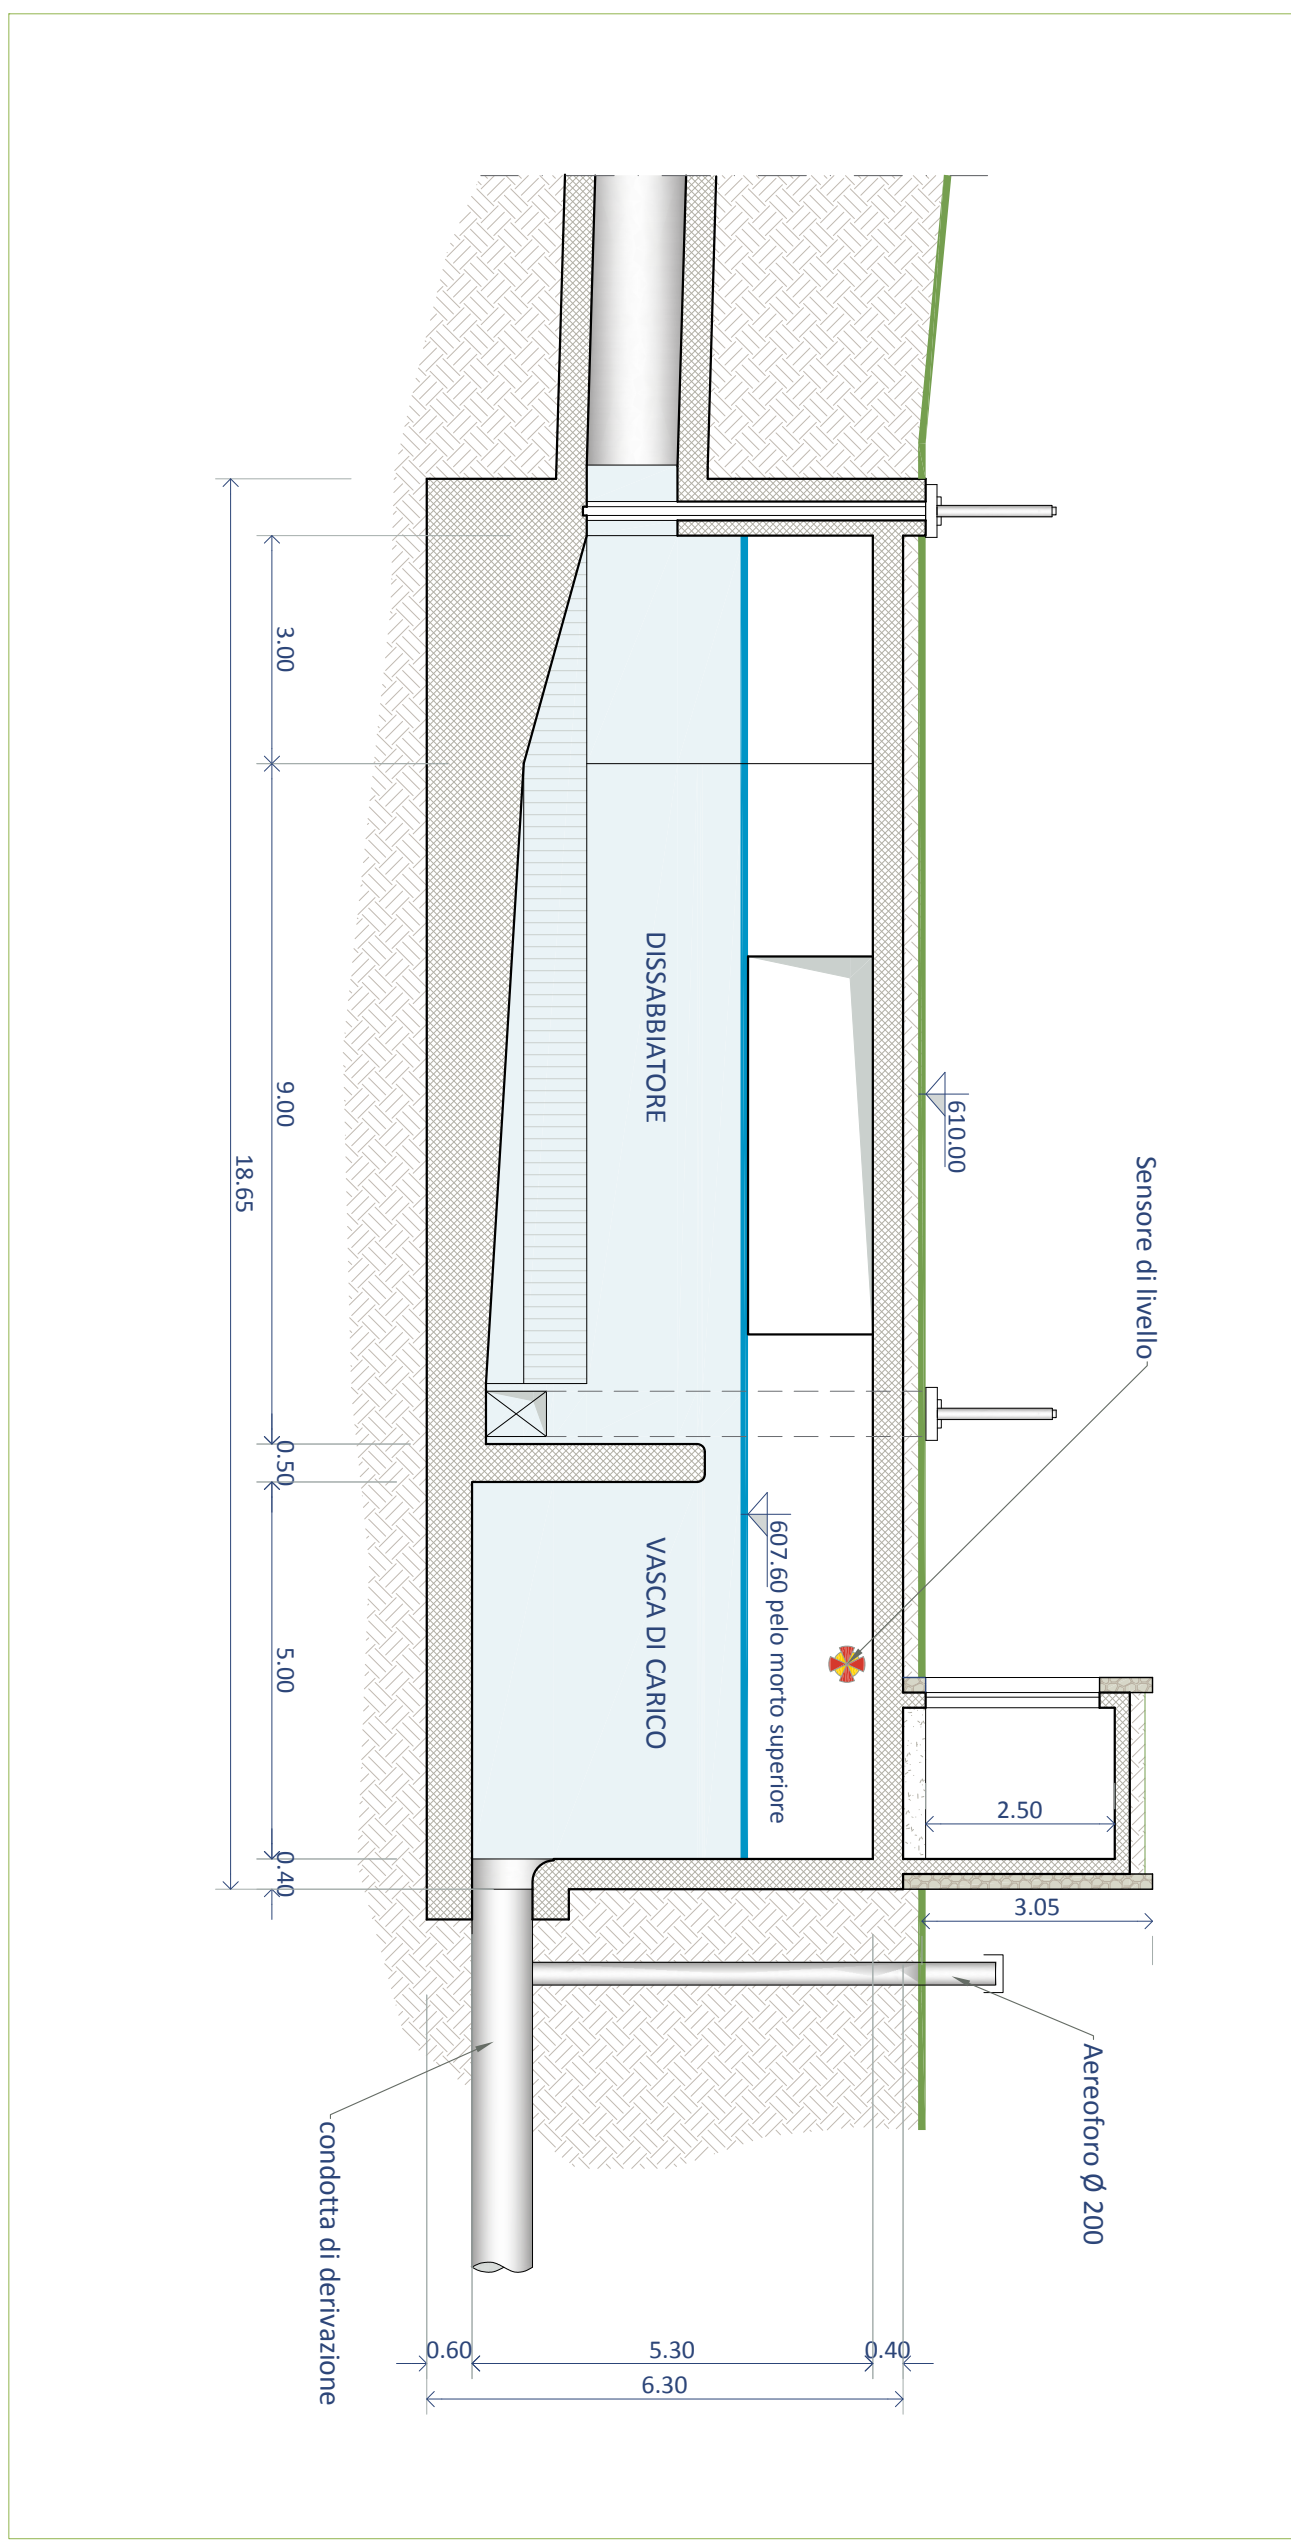 Sensore di livello
610.00
DISSABBIATORE
607.60 pelo morto superiore
VASCA DI CARICO
2.50
3.05
Aereoforo Ø 200
condotta di derivazione
3.00
9.00
0.50
5.00
0.40
18.65
0.60
5.30
0.40
6.30